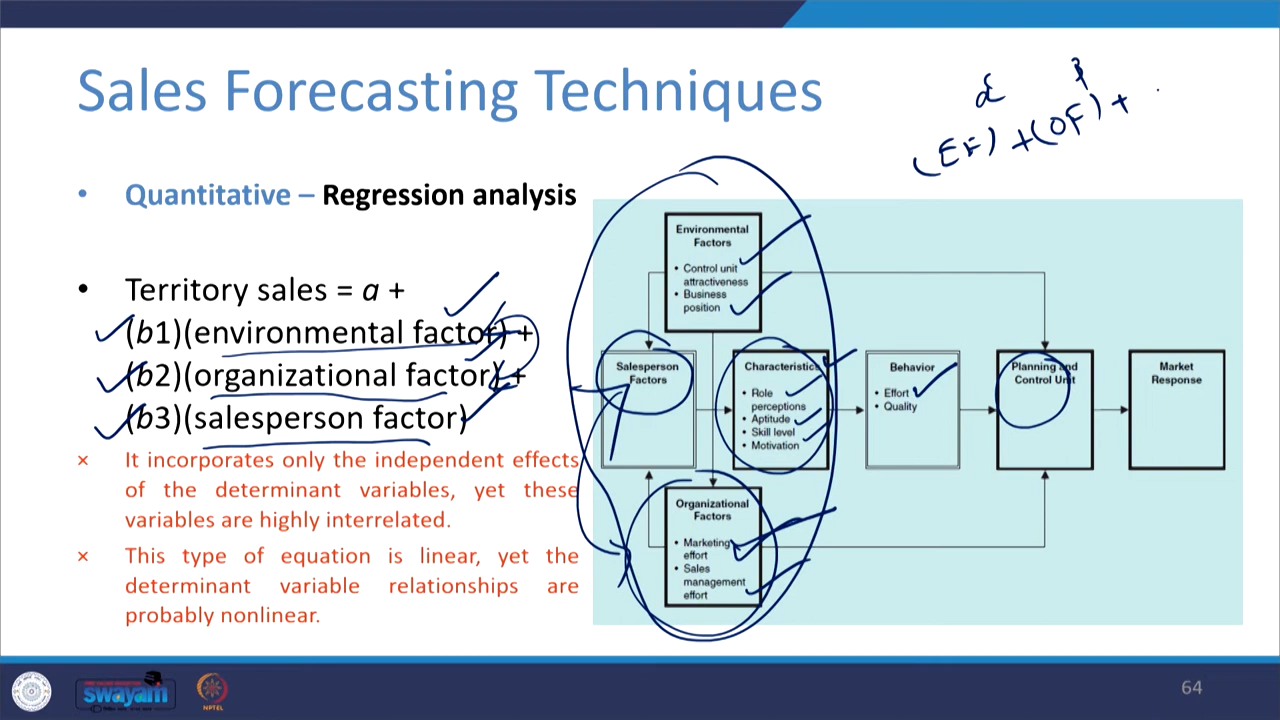 Sales Forecasting Techniques
(EF) + (OF) +
• Quantitative – Regression analysis
• Territory sales = a +
(b1)(environmental factor) +
(b2)(organizational factor) +
(b3)(salesperson factor)
× It incorporates only the independent effects
of the determinant variables, yet these
variables are highly interrelated.
× This type of equation is linear, yet the
determinant variable relationships are
probably nonlinear.
Environmental
Factors
• Control unit
attractiveness
• Business
position
Salesperson
Factors
Characteristics
• Role
perceptions
• Aptitude
• Skill level
• Motivation
Behavior
• Effort
• Quality
Planning and
Control Unit
Market
Response
Organizational
Factors
• Marketing
effort
• Sales
management
effort
swayam
NPTEL
64